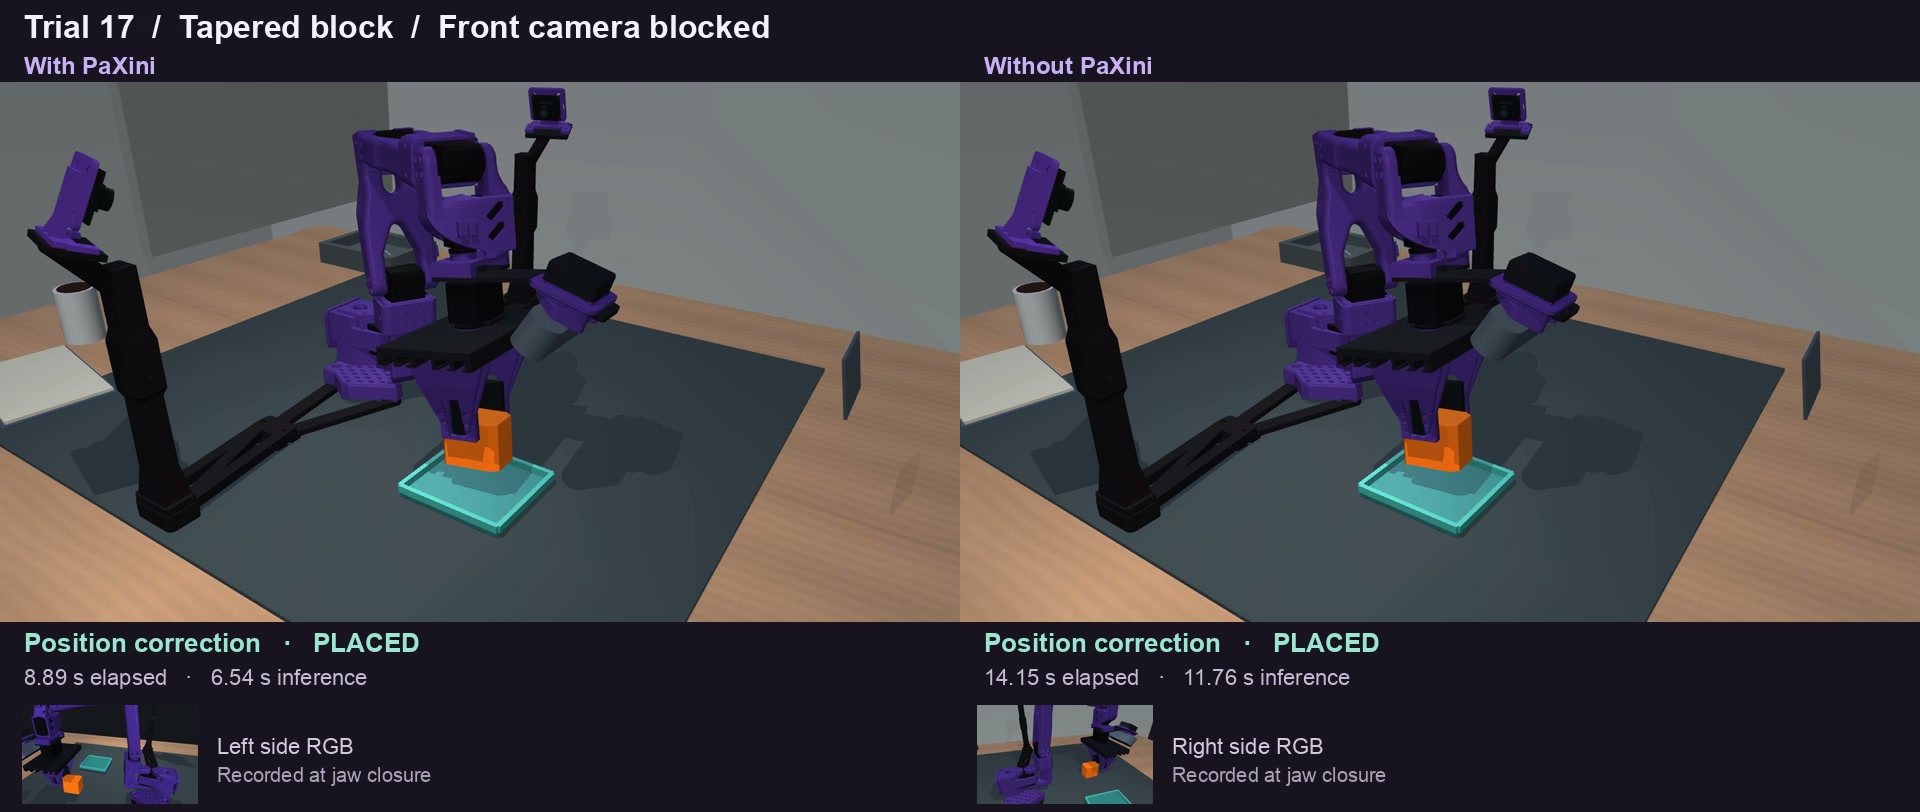 Trial 17 / Tapered block / Front camera blocked
With PaXini
Without PaXini
Position correction · PLACED
8.89 s elapsed · 6.54 s inference
Left side RGB
Recorded at jaw closure
Position correction · PLACED
14.15 s elapsed · 11.76 s inference
Right side RGB
Recorded at jaw closure